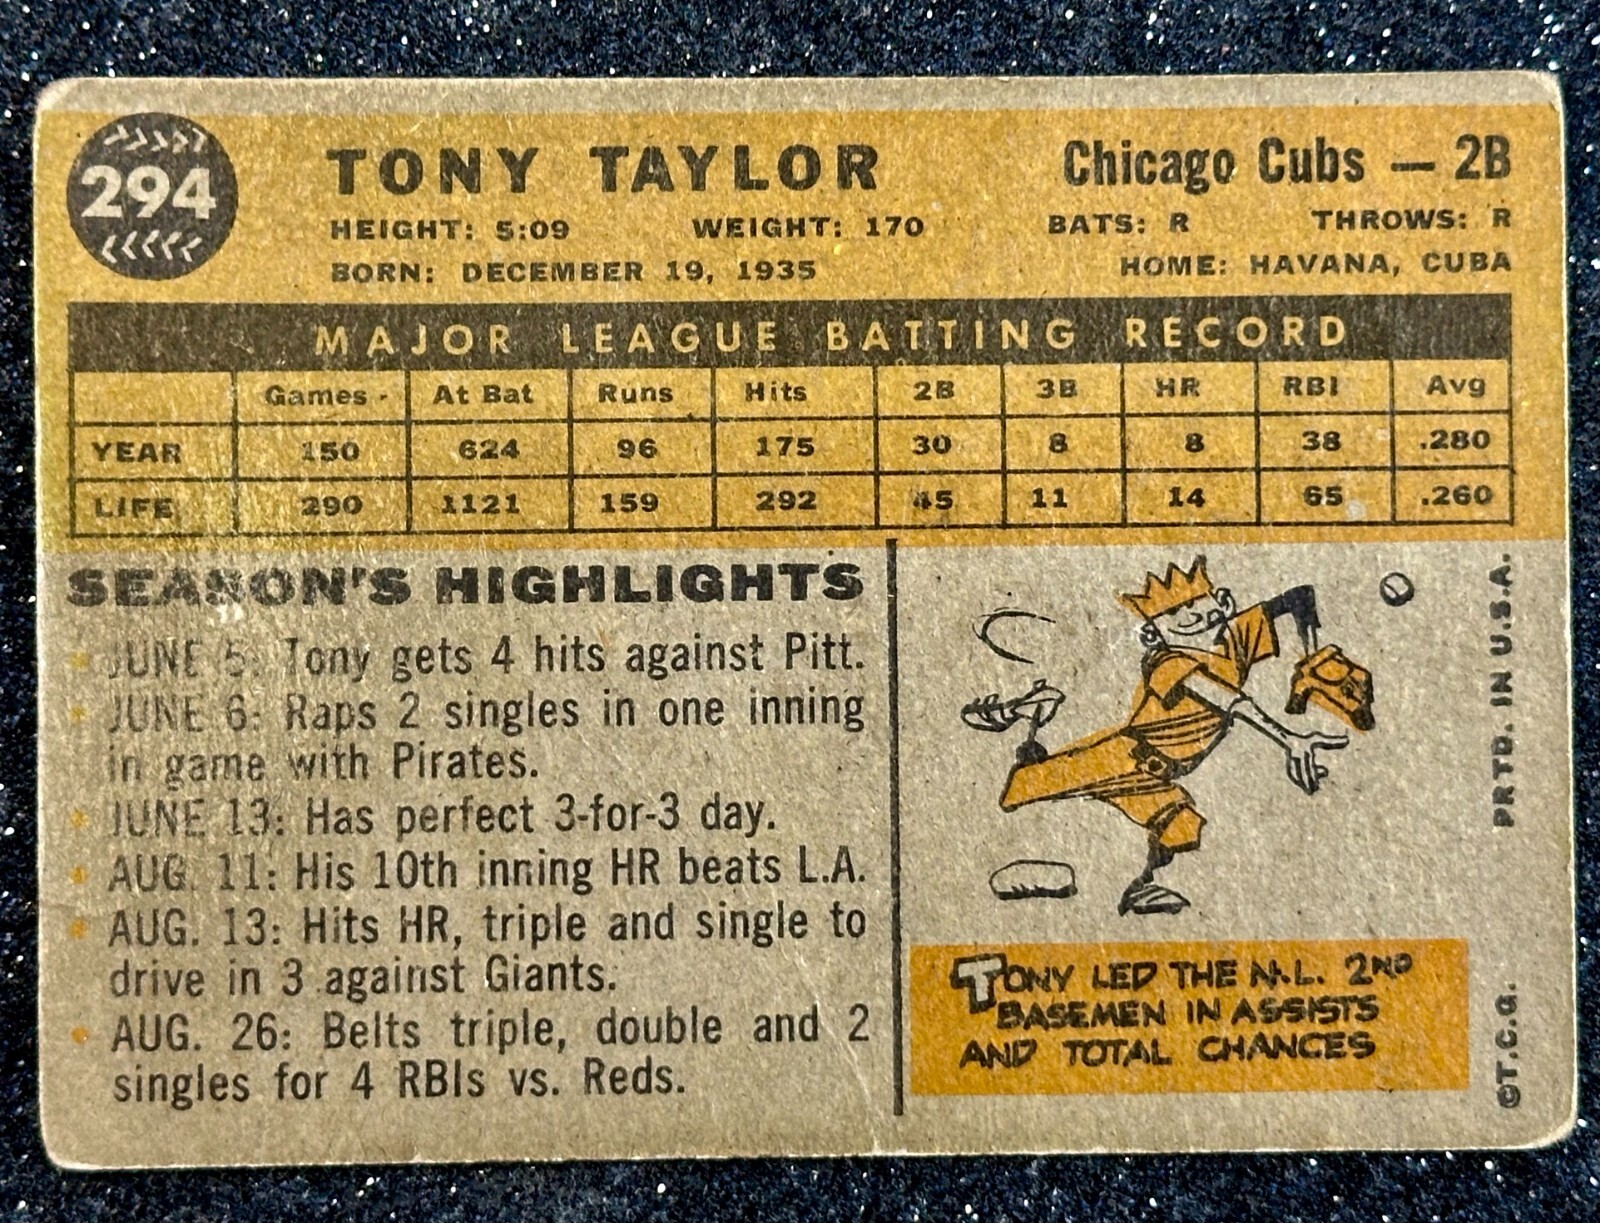 294
TONY TAYLOR
Chicago Cubs — 2B
HEIGHT: 5:09 WEIGHT: 170 BATS: R THROWS: R
BORN: DECEMBER 19, 1935 HOME: HAVANA, CUBA
MAJOR LEAGUE BATTING RECORD
Games At Bat Runs Hits 2B 3B HR RBI Avg
YEAR 150 624 96 175 30 8 8 38 .280
LIFE 290 1121 159 292 45 11 14 65 .260
SEASON'S HIGHLIGHTS
JUNE 5: Tony gets 4 hits against Pitt.
JUNE 6: Raps 2 singles in one inning
in game with Pirates.
JUNE 13: Has perfect 3-for-3 day.
AUG. 11: His 10th inning HR beats L.A.
AUG. 13: Hits HR, triple and single to
drive in 3 against Giants.
AUG. 26: Belts triple, double and 2
singles for 4 RBIs vs. Reds.
TONY LED THE N.L. 2ND
BASEMEN IN ASSISTS
AND TOTAL CHANCES
©T.C.G. PRTD. IN U.S.A.